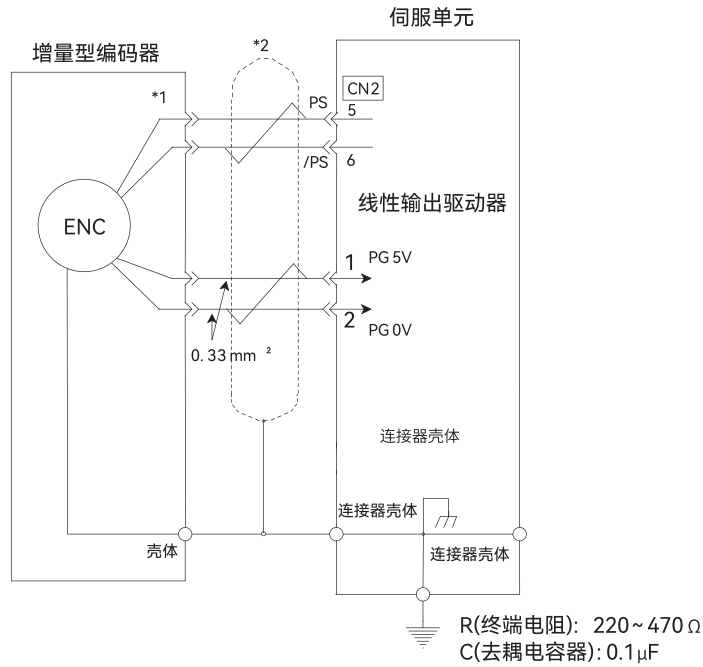 伺服单元
增量型编码器
*2
*1
PS
CN2
5
/PS
6
线性输出驱动器
ENC
1
PG 5V
2
PG 0V
0.33mm ²
连接器壳体
连接器壳体
壳体
连接器壳体
R(终端电阻): 220~470Ω
C(去耦电容器): 0.1μF